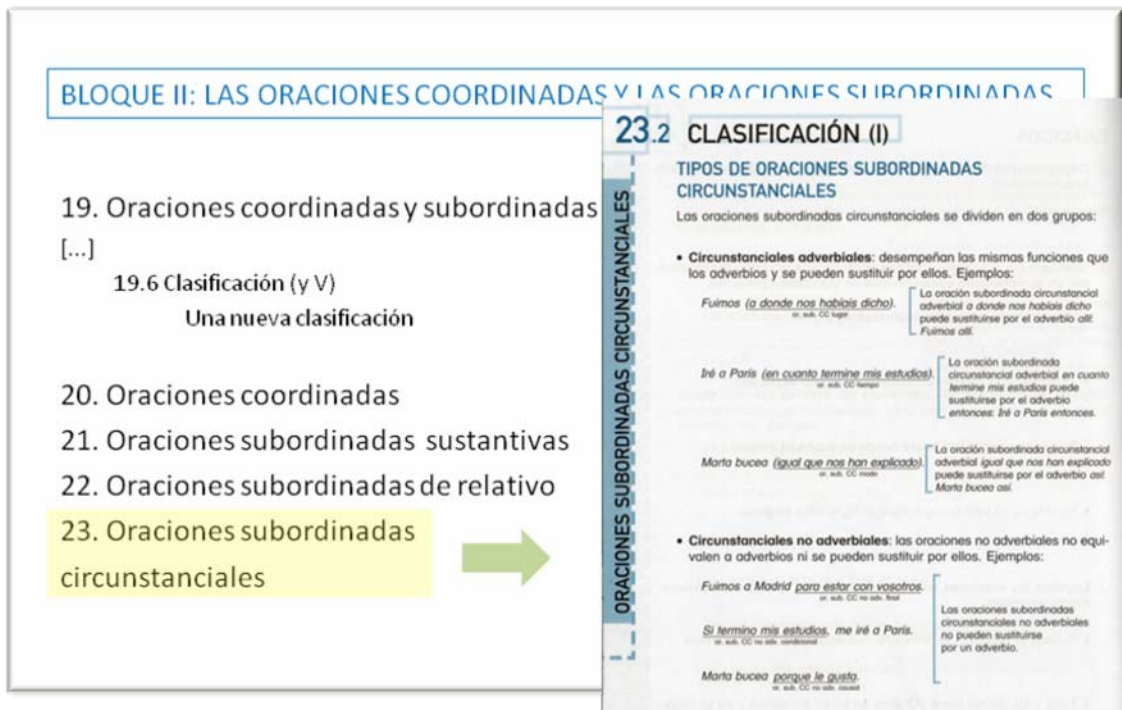 BLOQUE II: LAS ORACIONES COORDINADAS Y LAS ORACIONES SUBORDINADAS
19. Oraciones coordinadas y subordinadas
[...]
19.6 Clasificación (y V)
Una nueva clasificación
20. Oraciones coordinadas
21. Oraciones subordinadas sustantivas
22. Oraciones subordinadas de relativo
23. Oraciones subordinadas
circunstanciales
ORACIONES SUBORDINADAS CIRCUNSTANCIALES
23.2 CLASIFICACIÓN (I)
TIPOS DE ORACIONES SUBORDINADAS
CIRCUNSTANCIALES
Las oraciones subordinadas circunstanciales se dividen en dos grupos:
• Circunstanciales adverbiales: desempeñan las mismas funciones que
los adverbios y se pueden sustituir por ellos. Ejemplos:
Fuimos (a donde nos habíais dicho).
or. sub. CC lugar
La oración subordinada circunstancial
adverbial a donde nos habíais dicho
puede sustituirse por el adverbio allí:
Fuimos allí.
Iré a París (en cuanto termine mis estudios).
or. sub. CC tiempo
La oración subordinada
circunstancial adverbial en cuanto
termine mis estudios puede
sustituirse por el adverbio
entonces: Iré a París entonces.
Marta bucea (igual que nos han explicado).
or. sub. CC modo
La oración subordinada circunstancial
adverbial igual que nos han explicado
puede sustituirse por el adverbio así:
Marta bucea así.
• Circunstanciales no adverbiales: las oraciones no adverbiales no equi-
valen a adverbios ni se pueden sustituir por ellos. Ejemplos:
Fuimos a Madrid para estar con vosotros.
or. sub. CC no adv. final
Si termino mis estudios, me iré a París.
or. sub. CC no adv. condicional
Marta bucea porque le gusta.
or. sub. CC no adv. causal
Las oraciones subordinadas
circunstanciales no adverbiales
no pueden sustituirse
por un adverbio.